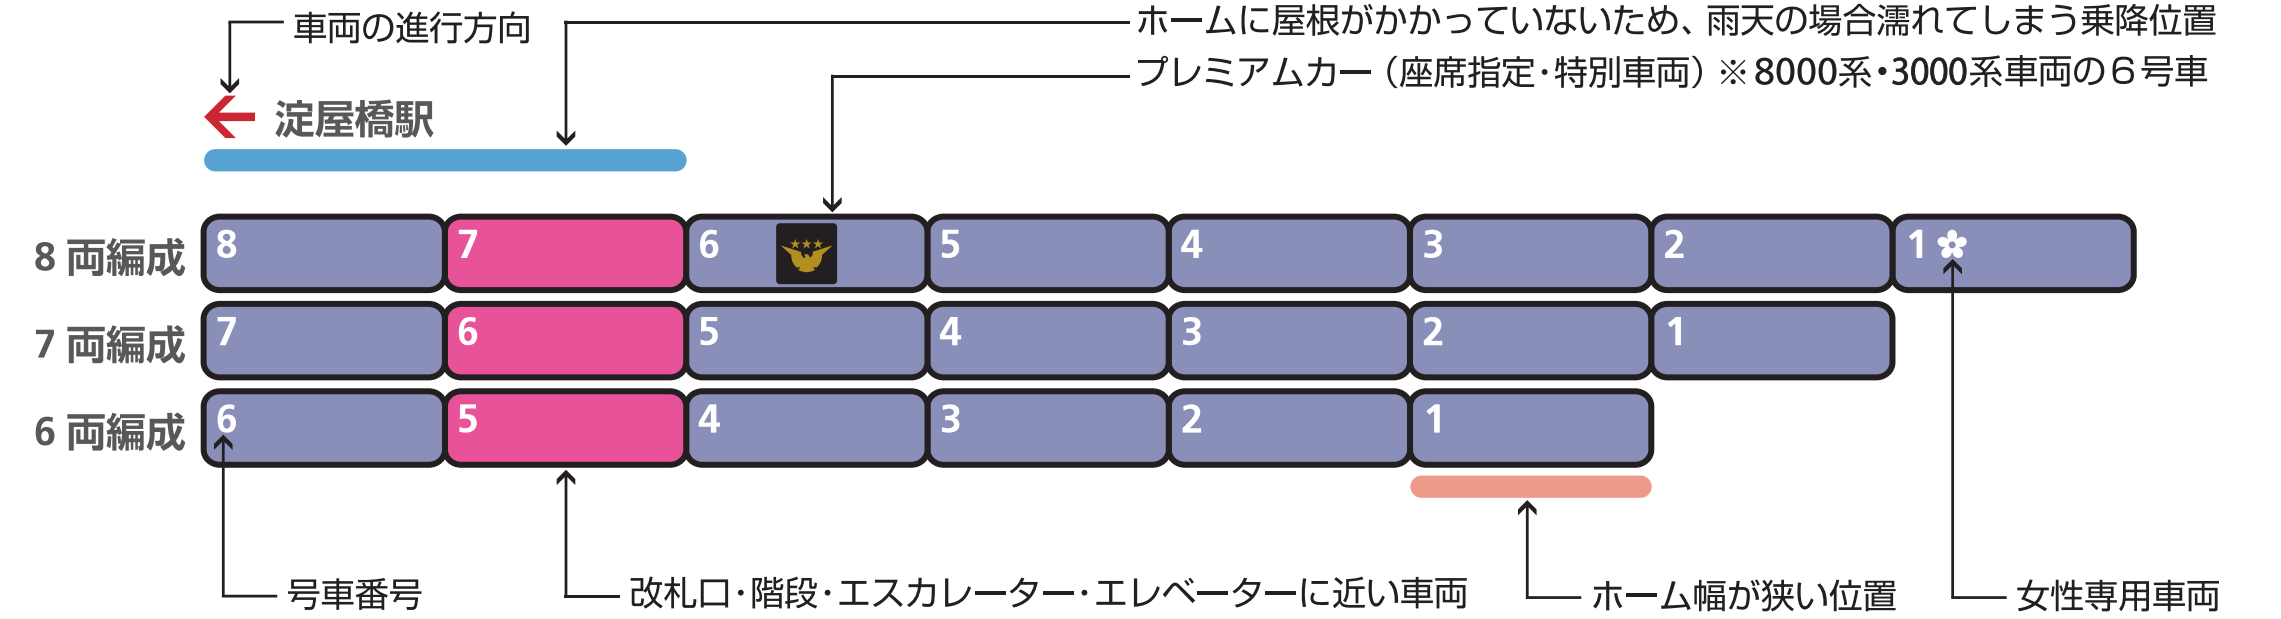 車両の進行方向
ホームに屋根がかかっていないため、雨天の場合濡れてしまう乗降位置
プレミアムカー（座席指定・特別車両）※8000系・3000系車両の６号車
淀屋橋駅
8両編成 8 7 6 5 4 3 2 1
7両編成 7 6 5 4 3 2 1
6両編成 6 5 4 3 2 1
号車番号
改札口・階段・エスカレーター・エレベーターに近い車両
ホーム幅が狭い位置
女性専用車両